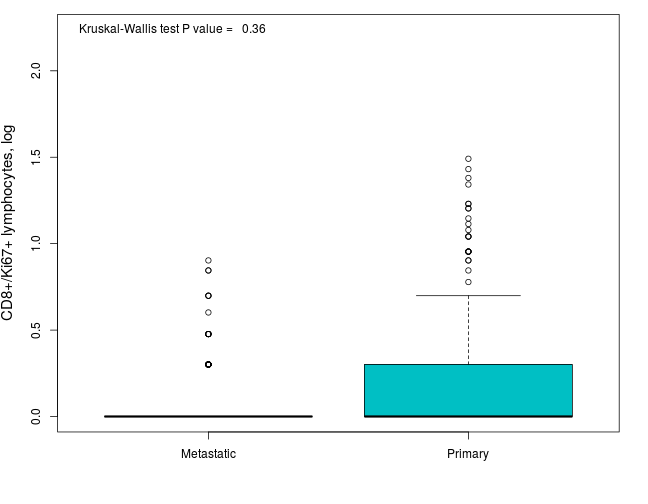 Kruskal-Wallis test P value = 0.36
CD8+/Ki67+ lymphocytes, log
2.0
1.5
1.0
0.5
0.0
Metastatic Primary